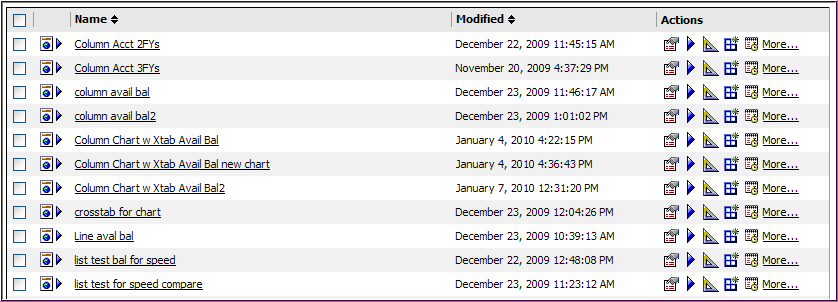 Name Modified Actions
Column Acct 2FYs December 22, 2009 11:45:15 AM More...
Column Acct 3FYs November 20, 2009 4:37:29 PM More...
column avail bal December 23, 2009 11:46:17 AM More...
column avail bal2 December 23, 2009 1:01:02 PM More...
Column Chart w Xtab Avail Bal January 4, 2010 4:22:15 PM More...
Column Chart w Xtab Avail Bal new chart January 4, 2010 4:36:43 PM More...
Column Chart w Xtab Avail Bal2 January 7, 2010 12:31:20 PM More...
crosstab for chart December 23, 2009 12:04:26 PM More...
Line aval bal December 23, 2009 10:39:13 AM More...
list test bal for speed December 22, 2009 12:48:08 PM More...
list test for speed compare December 23, 2009 11:23:12 AM More...